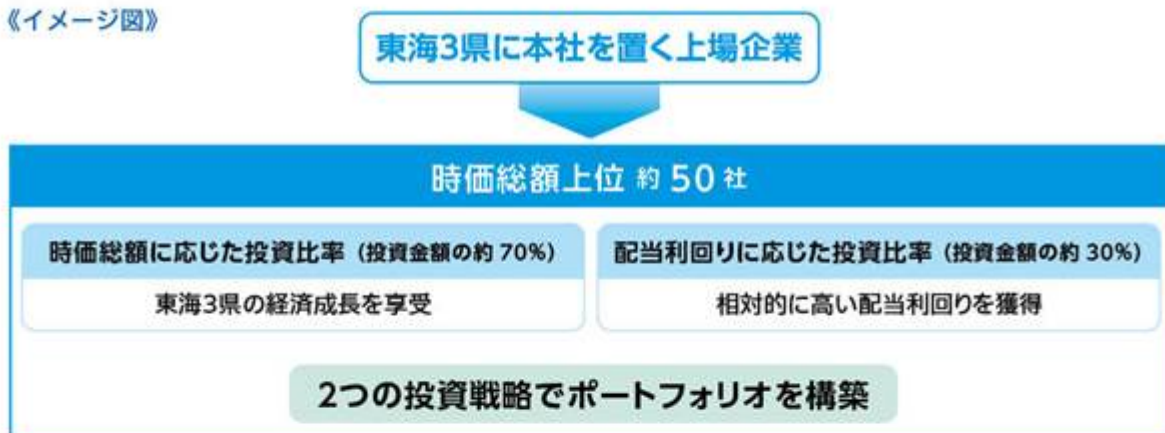 《イメージ図》
東海3県に本社を置く上場企業
時価総額上位 約 50 社
時価総額に応じた投資比率（投資金額の約 70%）
東海3県の経済成長を享受
配当利回りに応じた投資比率（投資金額の約 30%）
相対的に高い配当利回りを獲得
2つの投資戦略でポートフォリオを構築